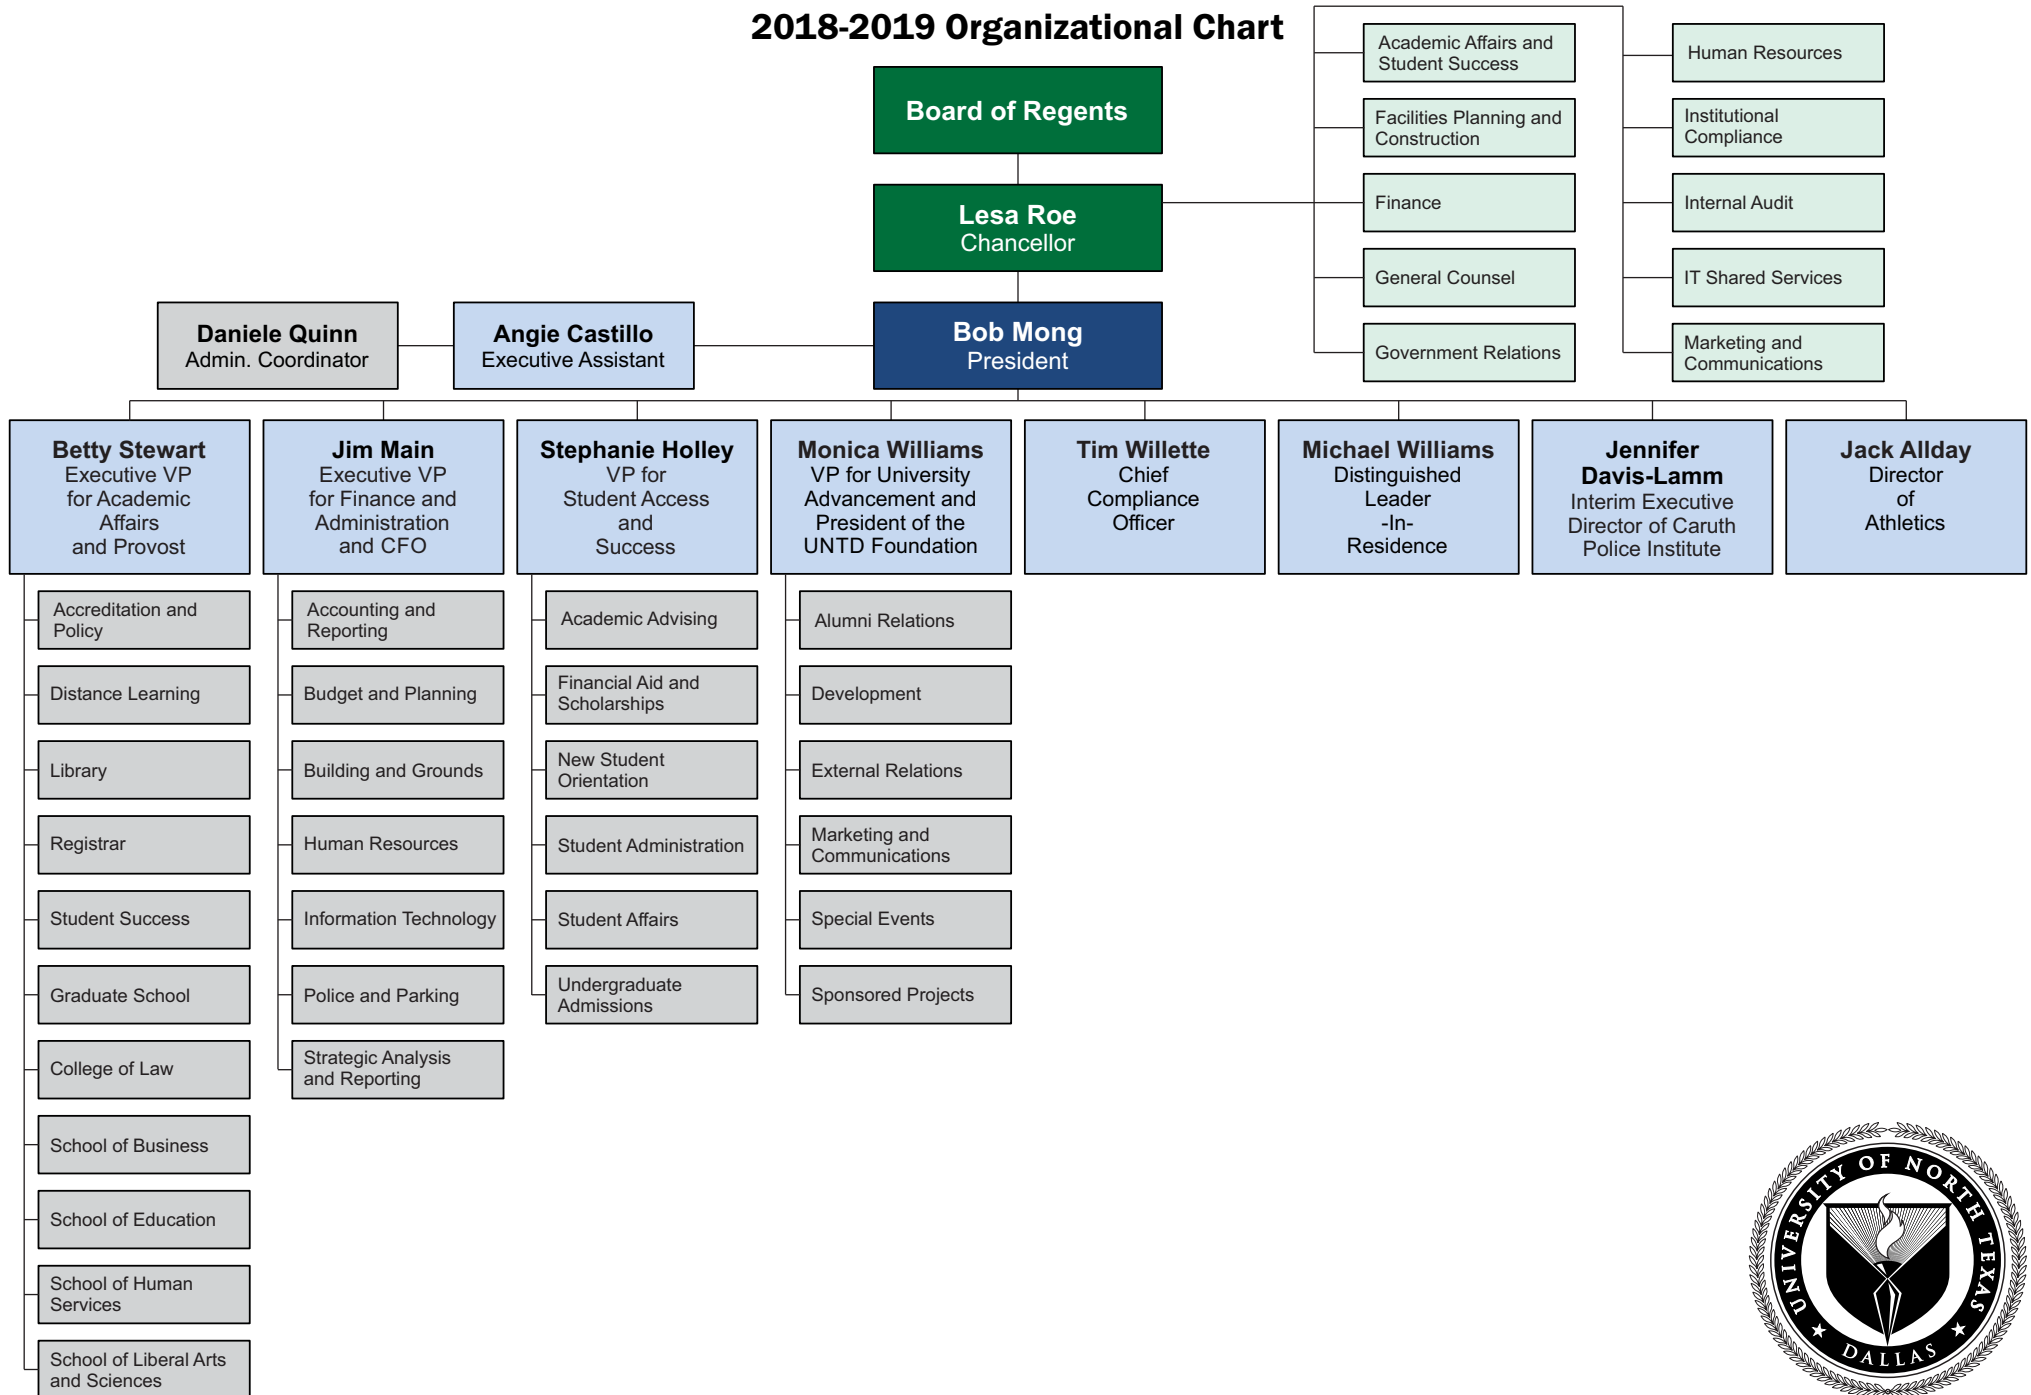 2018-2019 Organizational Chart
Board of Regents
Lesa Roe
Chancellor
Academic Affairs and
Student Success
Facilities Planning and
Construction
Finance
General Counsel
Government Relations
Human Resources
Institutional
Compliance
Internal Audit
IT Shared Services
Marketing and
Communications
Daniele Quinn
Admin. Coordinator
Angie Castillo
Executive Assistant
Bob Mong
President
Betty Stewart
Executive VP
for Academic
Affairs
and Provost
Accreditation and
Policy
Distance Learning
Library
Registrar
Student Success
Graduate School
College of Law
School of Business
School of Education
School of Human
Services
School of Liberal Arts
and Sciences
Jim Main
Executive VP
for Finance and
Administration
and CFO
Accounting and
Reporting
Budget and Planning
Building and Grounds
Human Resources
Information Technology
Police and Parking
Strategic Analysis
and Reporting
Stephanie Holley
VP for
Student Access
and
Success
Academic Advising
Financial Aid and
Scholarships
New Student
Orientation
Student Administration
Student Affairs
Undergraduate
Admissions
Monica Williams
VP for University
Advancement and
President of the
UNTD Foundation
Alumni Relations
Development
External Relations
Marketing and
Communications
Special Events
Sponsored Projects
Tim Willette
Chief
Compliance
Officer
Michael Williams
Distinguished
Leader
-In-
Residence
Jennifer
Davis-Lamm
Interim Executive
Director of Caruth
Police Institute
Jack Allday
Director
of
Athletics
UNIVERSITY OF NORTH TEXAS
DALLAS